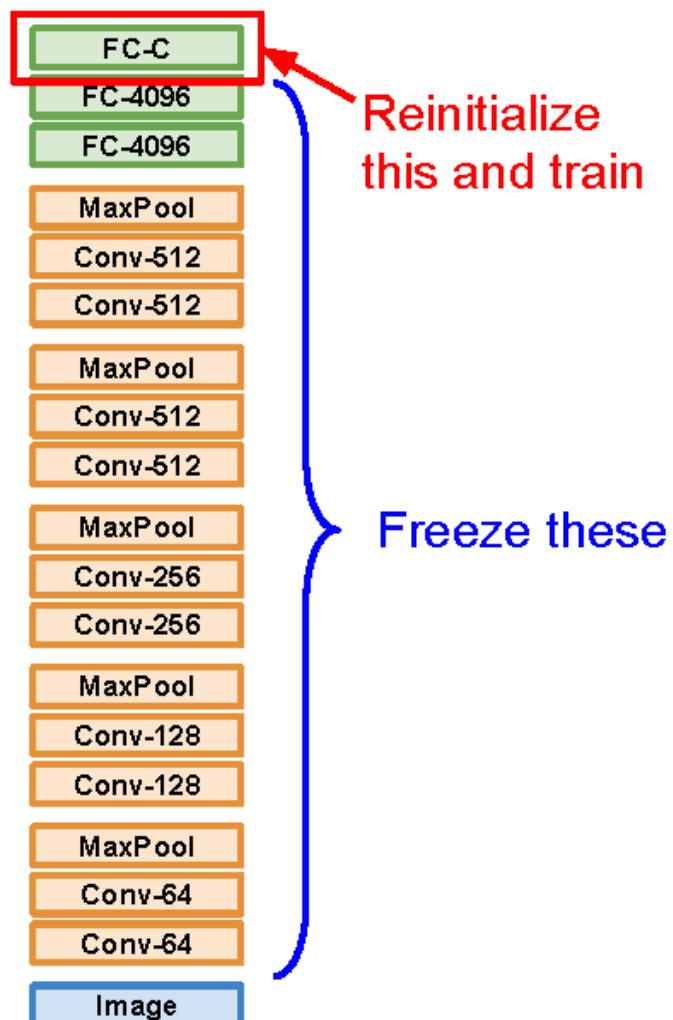 FC-C
FC-4096
FC-4096
MaxPool
Conv-512
Conv-512
MaxPool
Conv-512
Conv-512
MaxPool
Conv-256
Conv-256
MaxPool
Conv-128
Conv-128
MaxPool
Conv-64
Conv-64
Image
Reinitialize
this and train
Freeze these